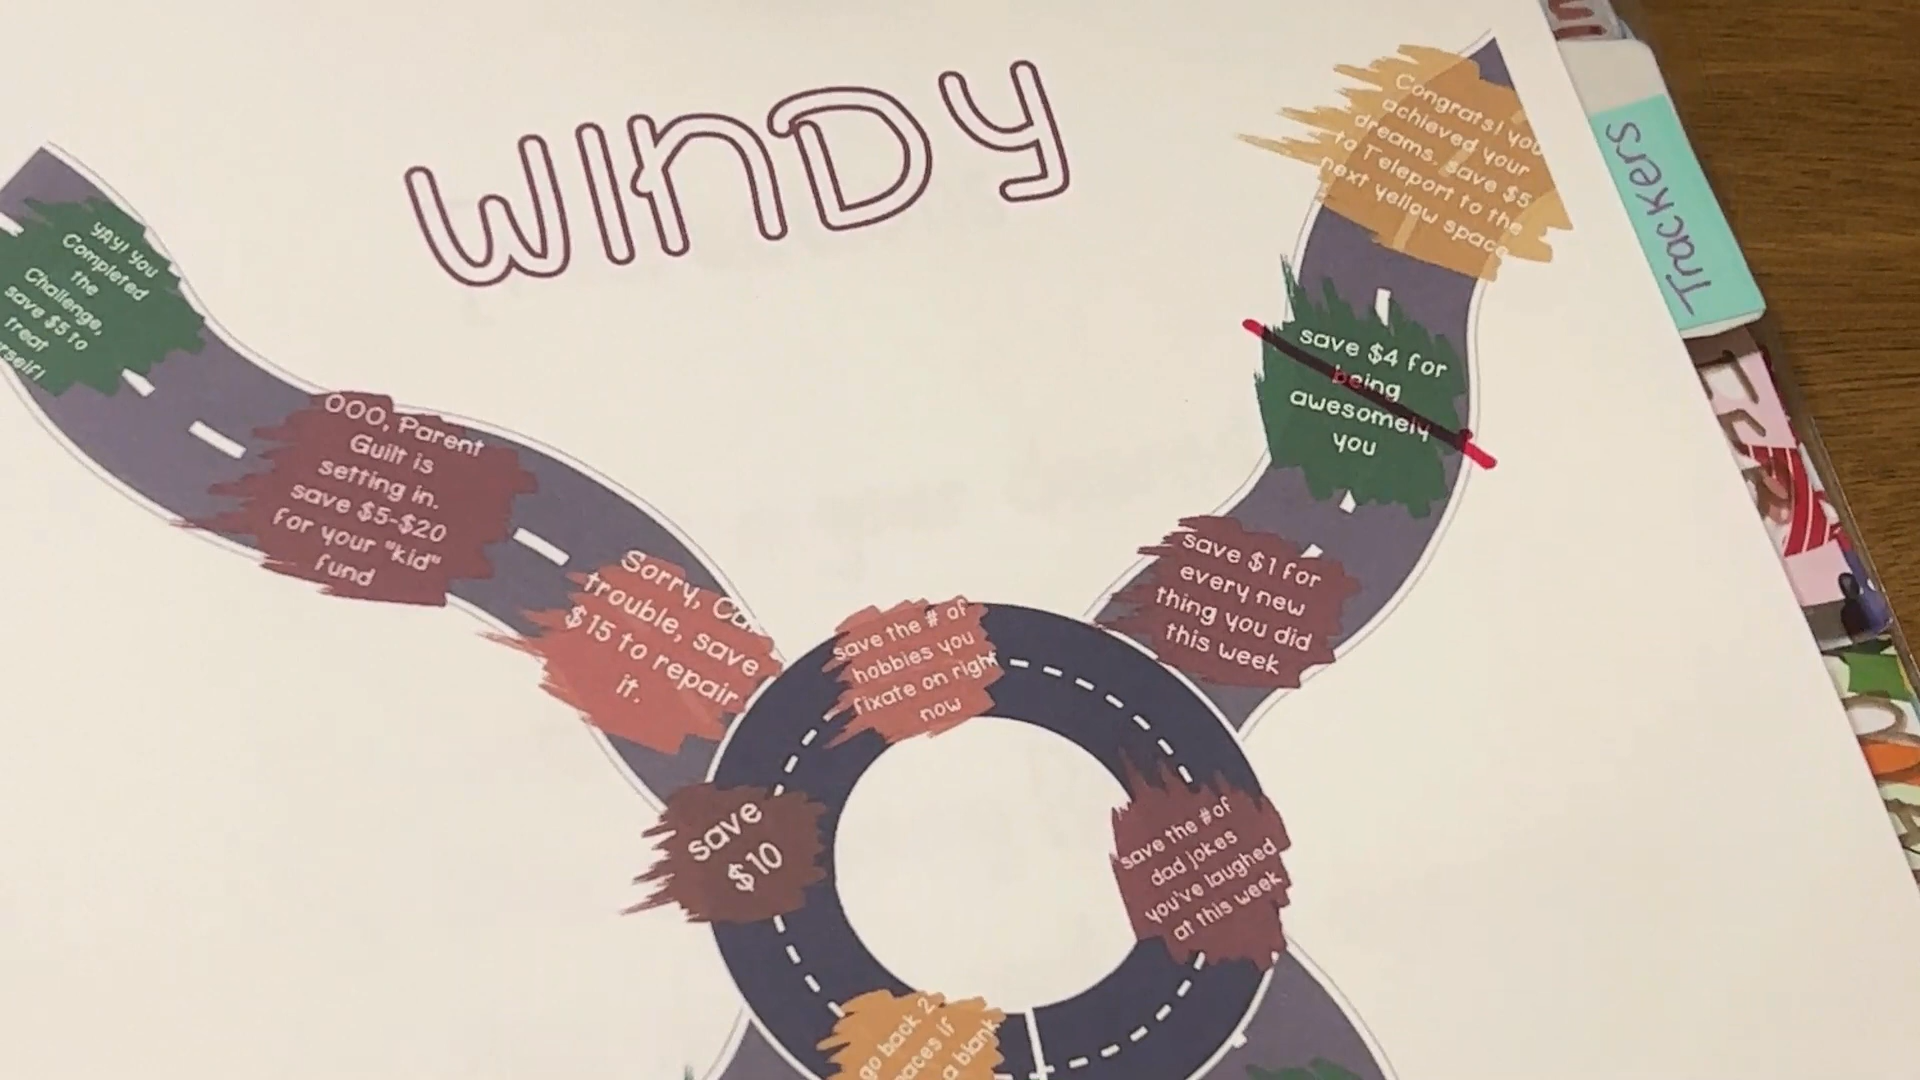 WINDY
Congrats! you
achieved your
dreams. save $5
to Teleport to the
next yellow space
Trackers
YAY! You
Completed
the
Challenge,
save $5 to
treat
save $4 for
being
awesomely
you
OOO, Parent
Guilt is
setting in.
save $5-$20
for your "kid"
fund
save $1 for
every new
thing you did
this week
Sorry, Car
trouble, save
$15 to repair
it.
save the # of
hobbies you
fixate on right
now
save
$10
save the # of
dad jokes
you've laughed
at this week
go back 2
if
a blank